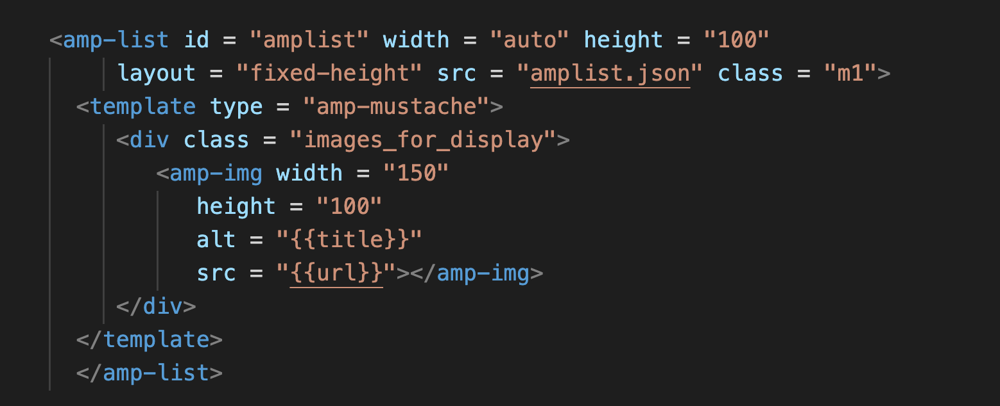 <amp-list id = "amplist" width = "auto" height = "100"
layout = "fixed-height" src = "amplist.json" class = "m1">
<template type = "amp-mustache">
<div class = "images_for_display">
<amp-img width = "150"
height = "100"
alt = "{{title}}"
src = "{{url}}"></amp-img>
</div>
</template>
</amp-list>